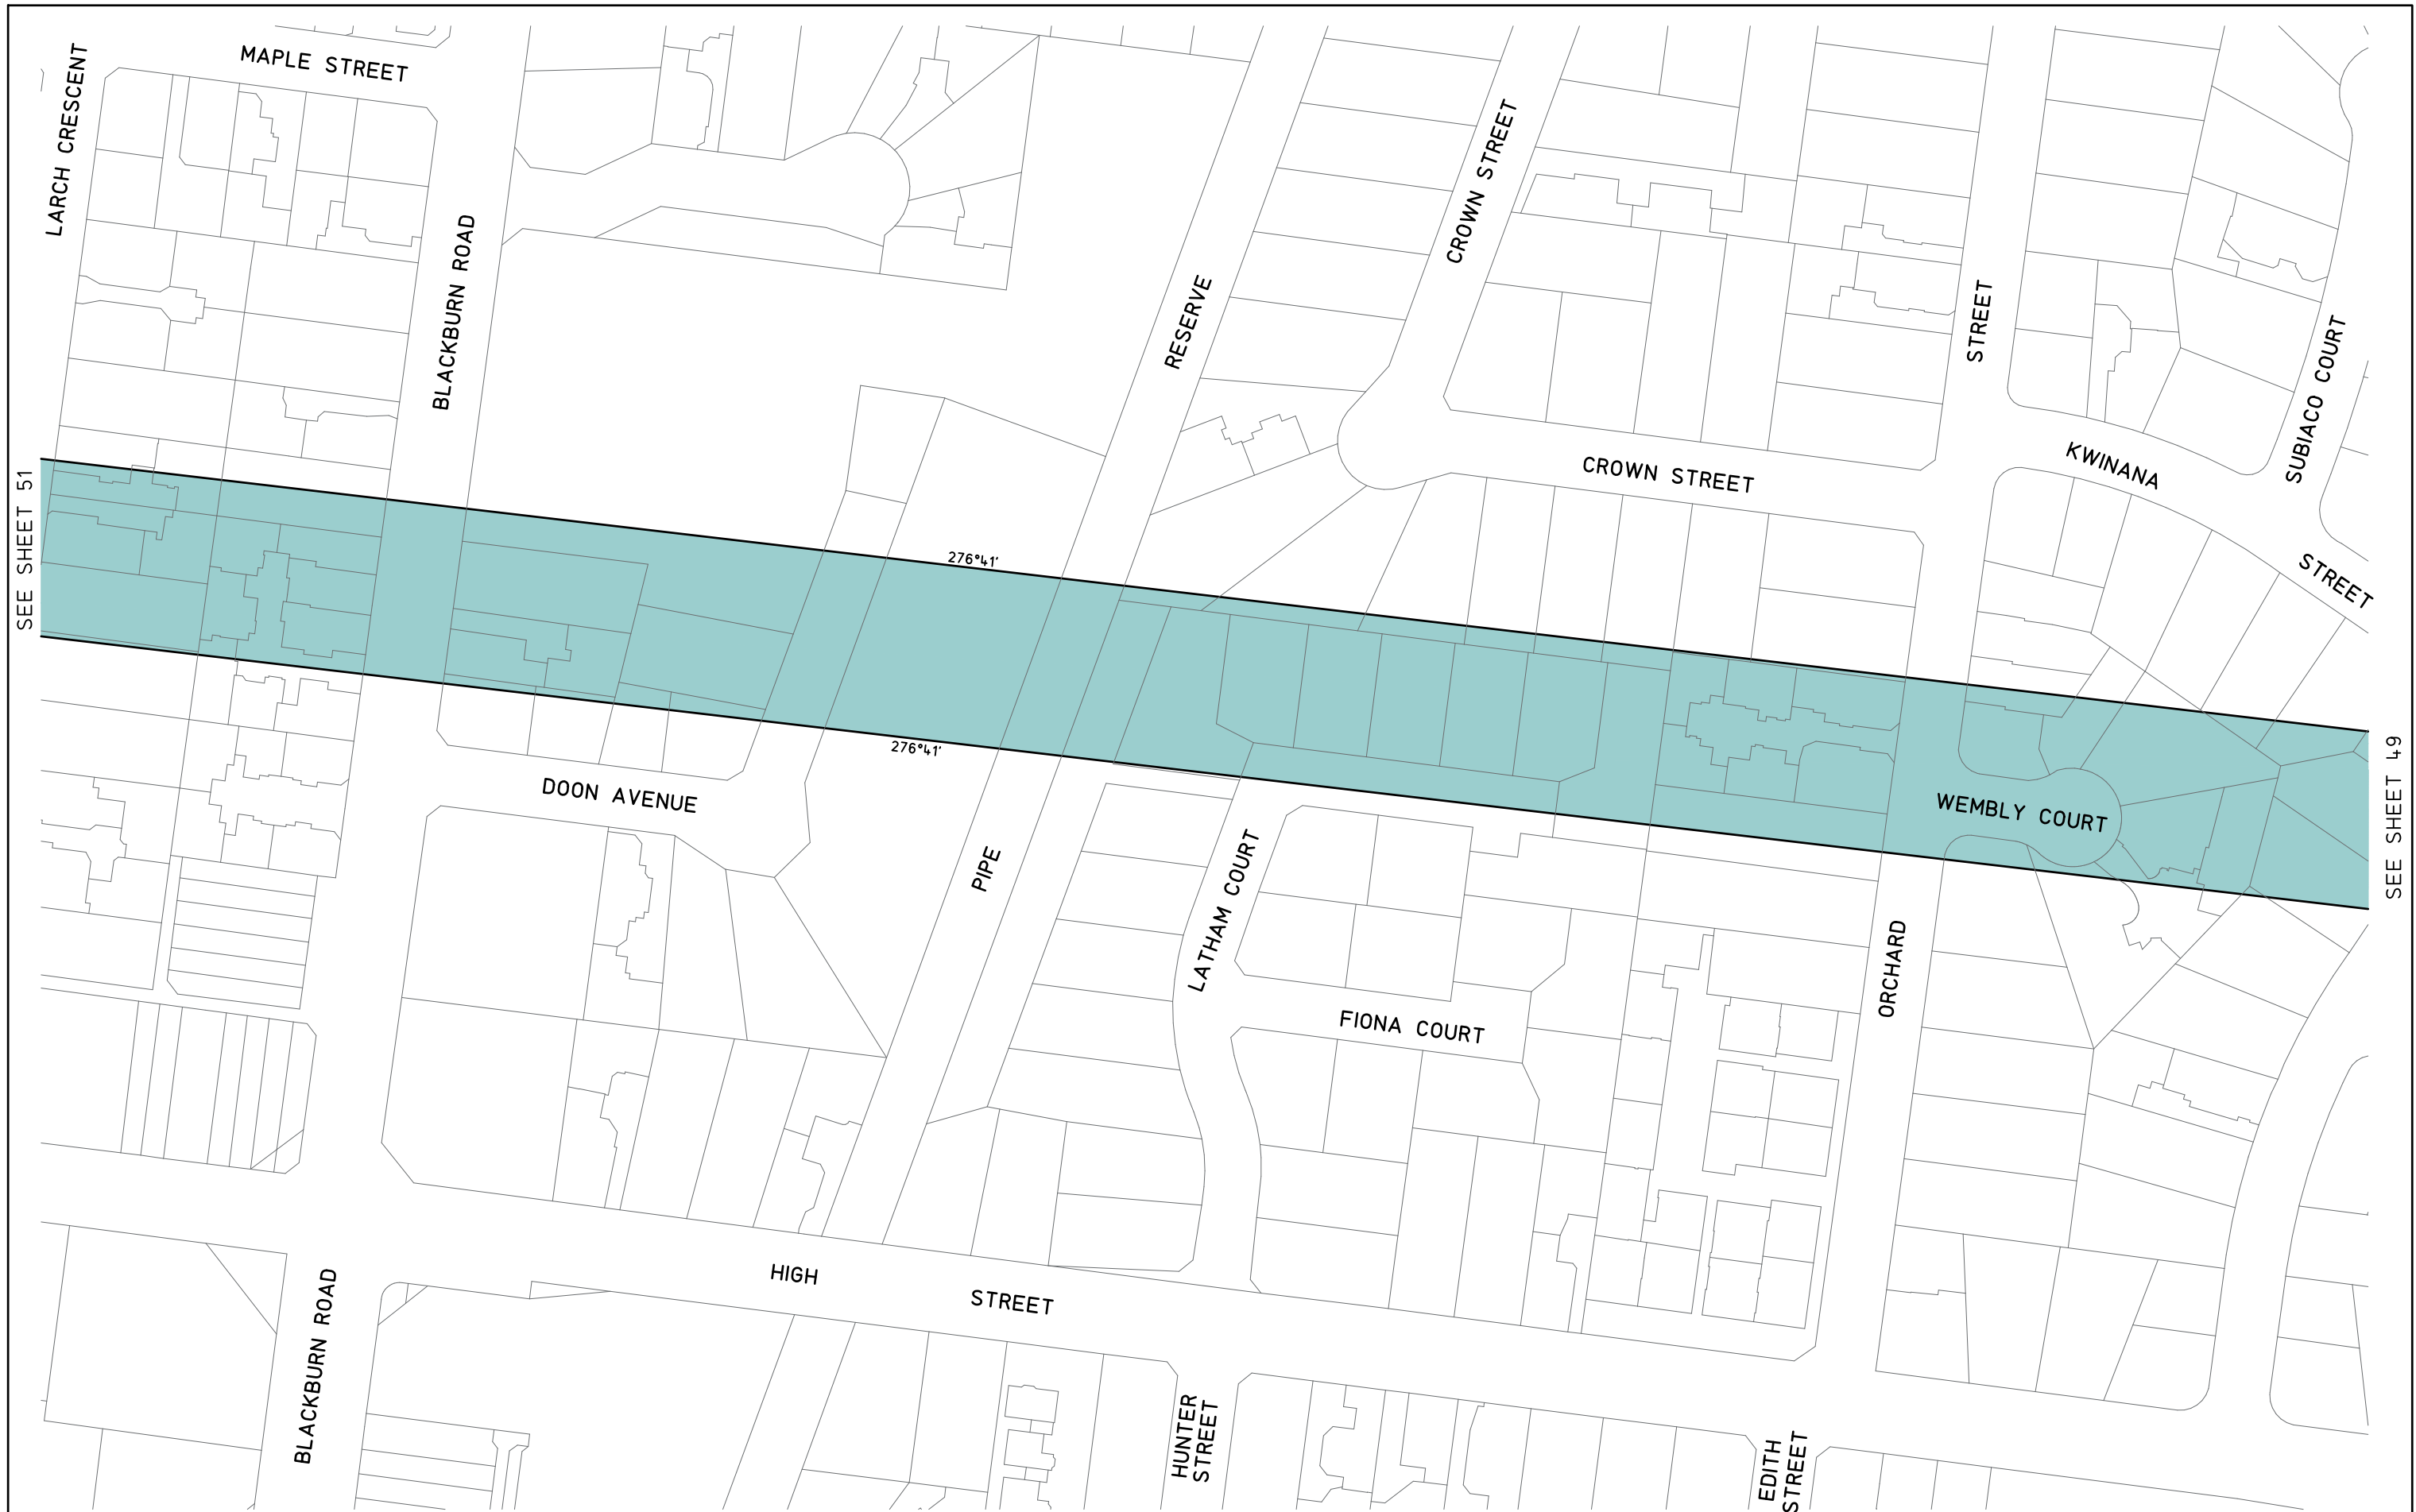 MAPLE STREET
LARCH CRESCENT
BLACKBURN ROAD
CROWN STREET
RESERVE
STREET
SUBIACO COURT
KWINANA
STREET
CROWN STREET
SEE SHEET 51
276°41'
276°41'
SEE SHEET 49
WEMBLY COURT
DOON AVENUE
PIPE
LATHAM COURT
ORCHARD
FIONA COURT
HIGH
STREET
BLACKBURN ROAD
HUNTER
STREET
EDITH
STREET